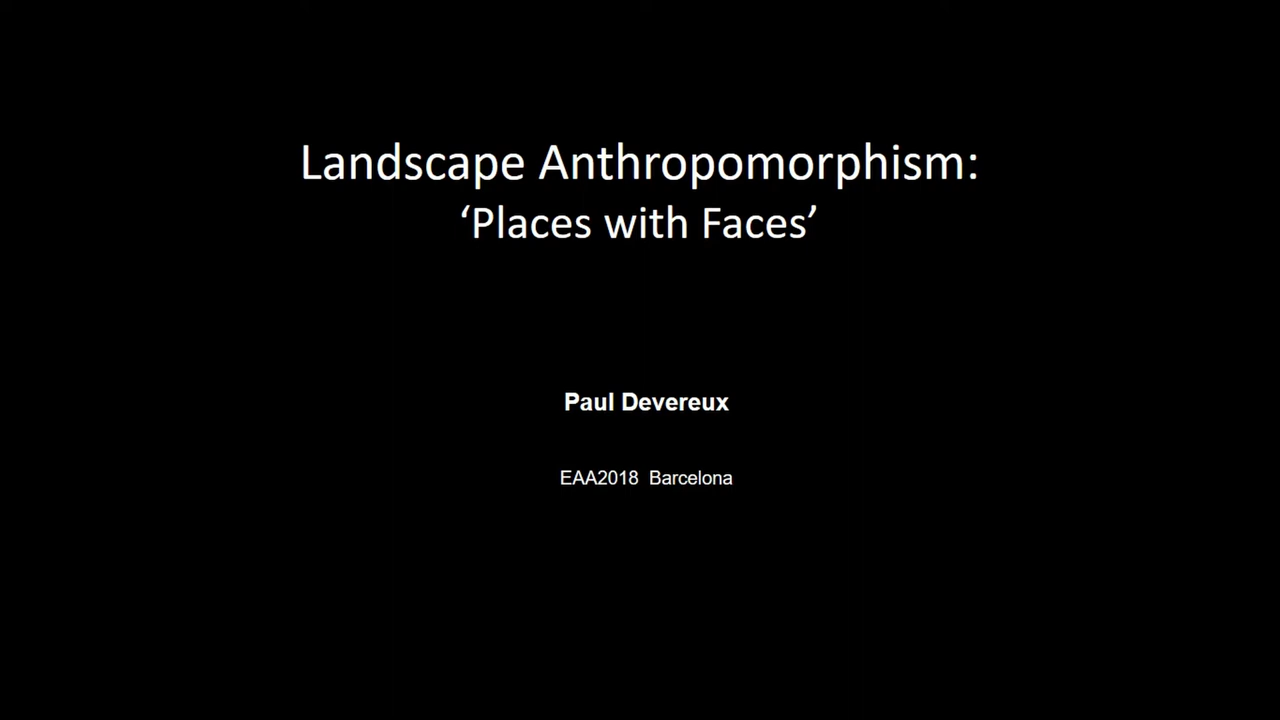 Landscape Anthropomorphism:
‘Places with Faces’
Paul Devereux
EAA2018 Barcelona